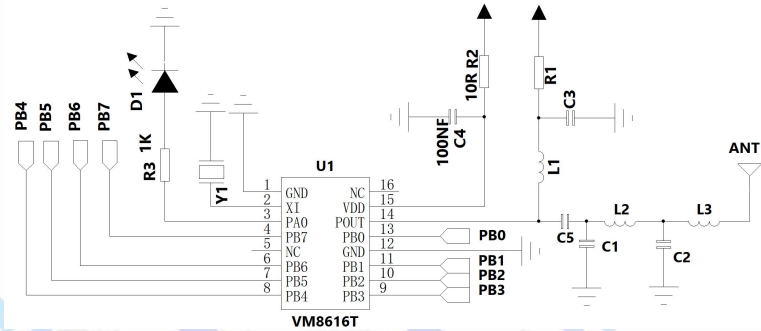 10R R2
R1
C3
100NF
C4
D1
PB4
PB5
PB6
PB7
1K
R3
Y1
L1
ANT
U1
1 GND NC 16
2 XI VDD 15
3 PA0 POUT 14
4 PB7 PB0 13 PB0
5 NC GND 12
6 PB6 PB1 11 PB1
7 PB5 PB2 10 PB2
8 PB4 PB3 9 PB3
C5
C1
L2
C2
L3
VM8616T